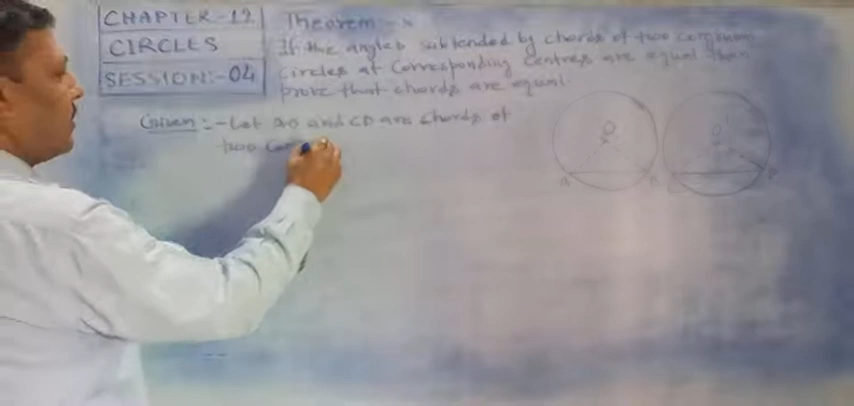 CHAPTER-12
CIRCLES
SESSION:-04
Theorem-
If the angles subtended by chords of two congruent
circles at corresponding centres are equal then
prove that chords are equal.
Given:-Let AB and CD are chords of
two
O
O'
A
B
C
D